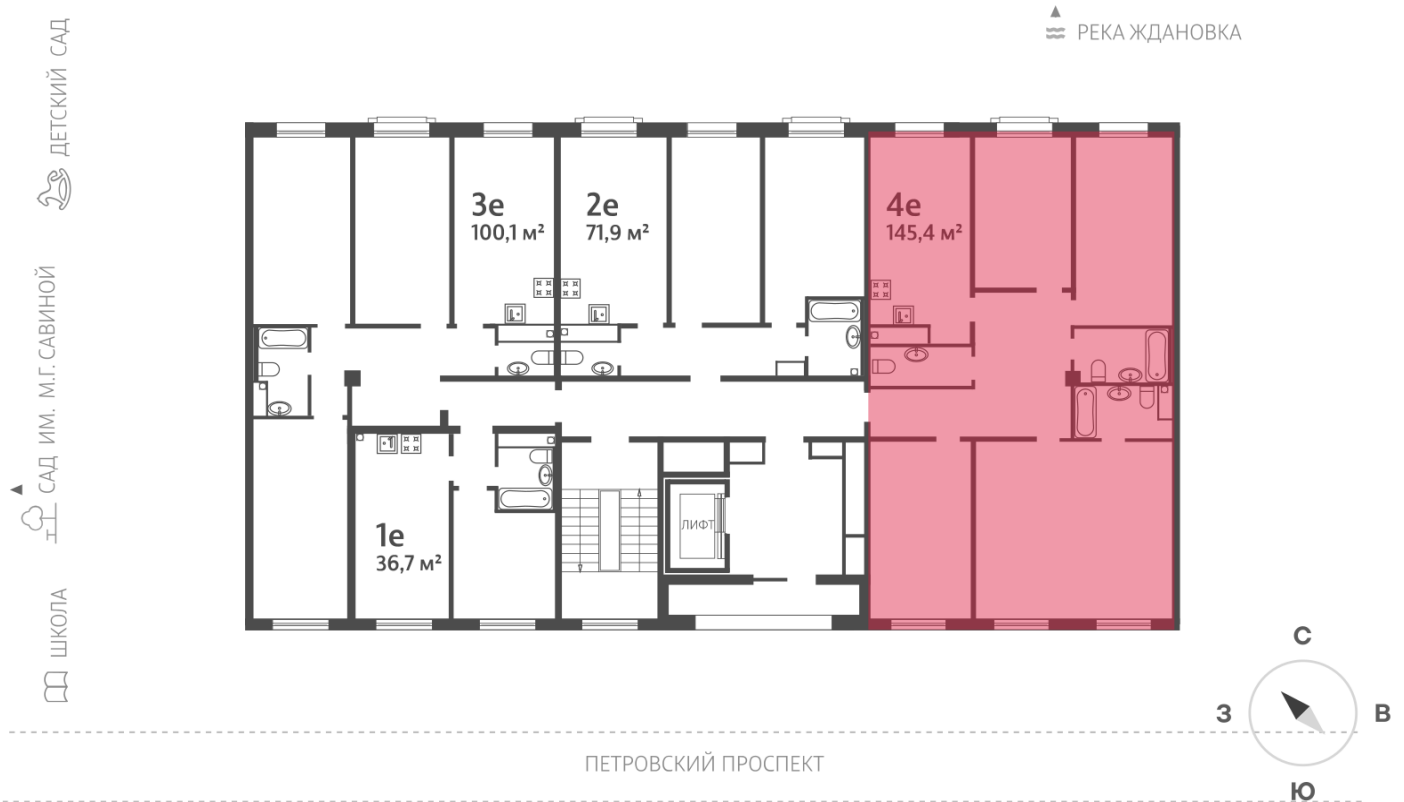 РЕКА ЖДАНОВКА
ДЕТСКИЙ САД
САД ИМ. М.Г. САВИНОЙ
ШКОЛА
3е
100,1 м²
2е
71,9 м²
4е
145,4 м²
1е
36,7 м²
ЛИФТ
ПЕТРОВСКИЙ ПРОСПЕКТ
С
З
В
Ю